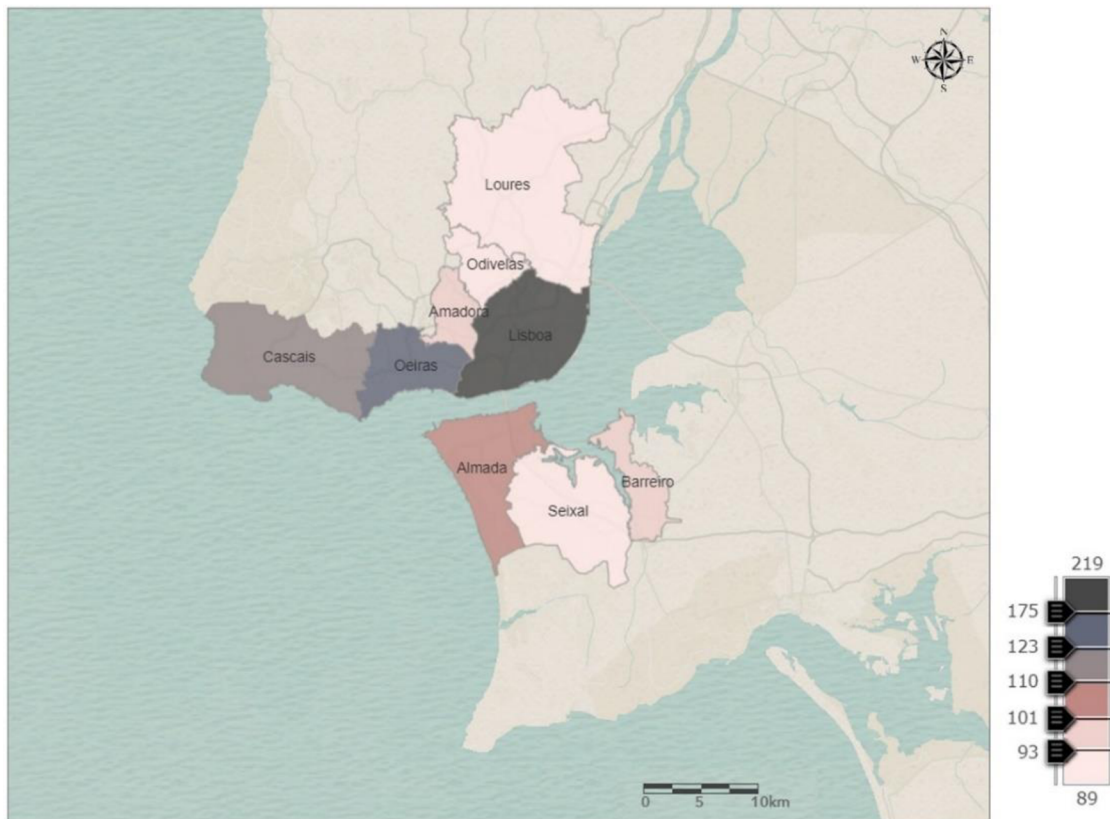 N
W E
S
Loures
Odivelas
Amadora
Lisboa
Cascais
Oeiras
Almada
Barreiro
Seixal
0 5 10km
219
175
123
110
101
93
89